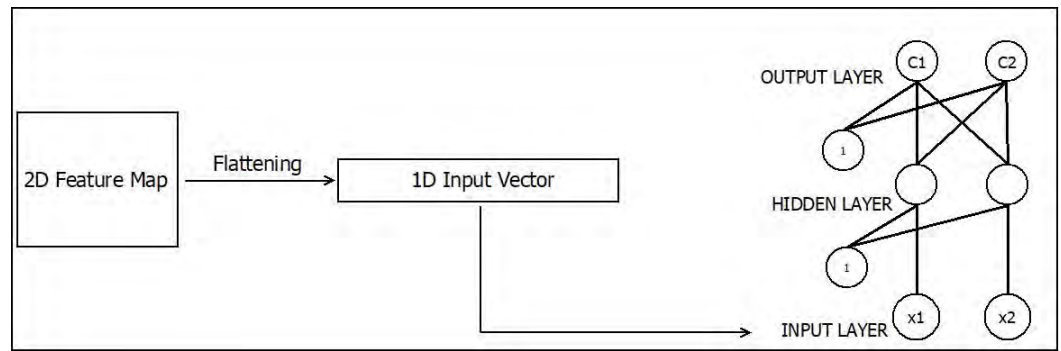 2D Feature Map
Flattening
1D Input Vector
OUTPUT LAYER
C1
C2
1
HIDDEN LAYER
1
INPUT LAYER
x1
x2